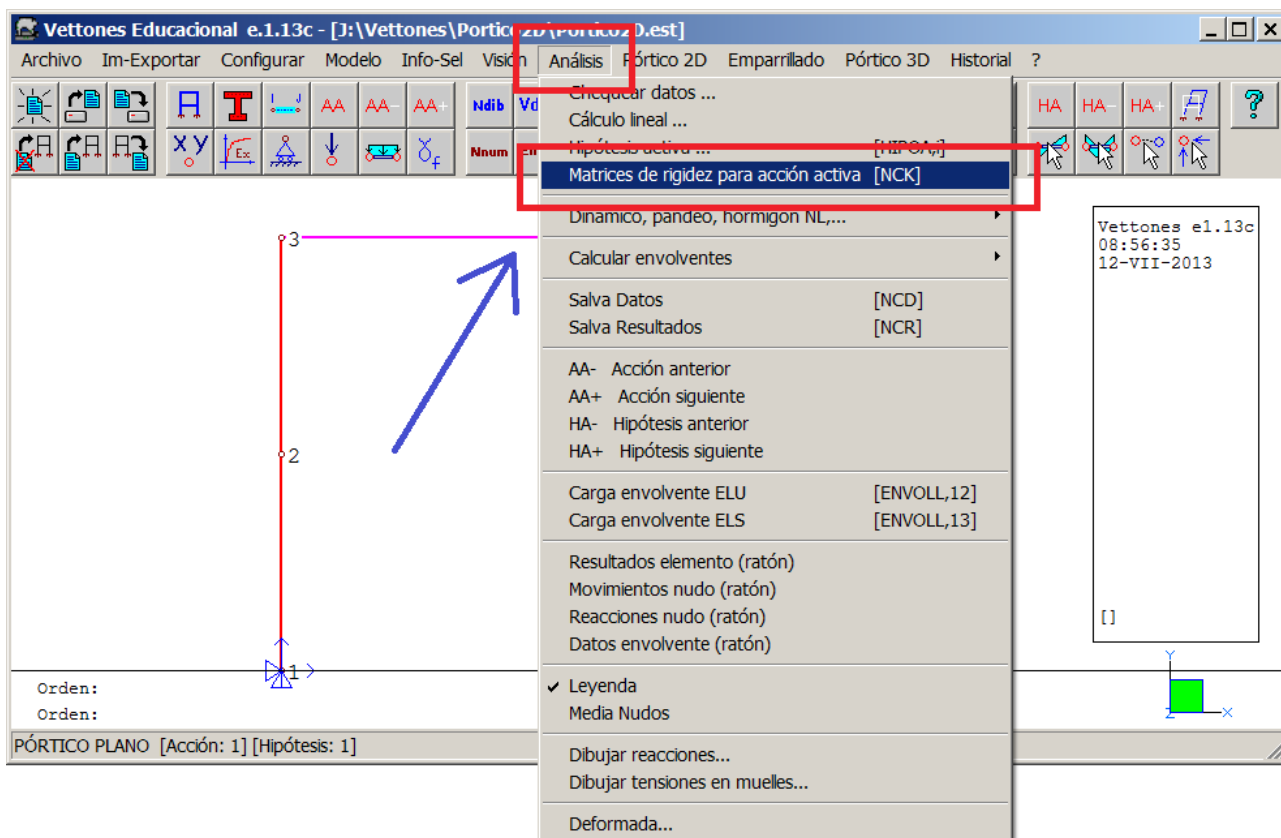 Vettones Educacional e.1.13c - [J:\Vettones\Portico2D\Portico2D.est]
Archivo Im-Exportar Configurar Modelo Info-Sel Visión Análisis Pórtico 2D Emparrillado Pórtico 3D Historial ?
AA AA- AA+ Ndib HA HA- HA+
XY Ex f Nnum
Chequear datos ...
Cálculo lineal ...
Hipótesis activa ... [HIPOA,i]
Matrices de rigidez para acción activa [NCK]
Dinámico, pandeo, hormigón NL,...
Calcular envolventes
Salva Datos [NCD]
Salva Resultados [NCR]
AA- Acción anterior
AA+ Acción siguiente
HA- Hipótesis anterior
HA+ Hipótesis siguiente
Carga envolvente ELU [ENVOLL,12]
Carga envolvente ELS [ENVOLL,13]
Resultados elemento (ratón)
Movimientos nudo (ratón)
Reacciones nudo (ratón)
Datos envolvente (ratón)
Leyenda
Media Nudos
Dibujar reacciones...
Dibujar tensiones en muelles...
Deformada...
3
2
1
Vettones e1.13c
08:56:35
12-VII-2013
[]
Y
Z X
Orden:
Orden:
PÓRTICO PLANO [Acción: 1] [Hipótesis: 1]